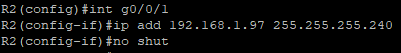 R2(config)#int g0/0/1
R2(config-if)#ip add 192.168.1.97 255.255.255.240
R2(config-if)#no shut